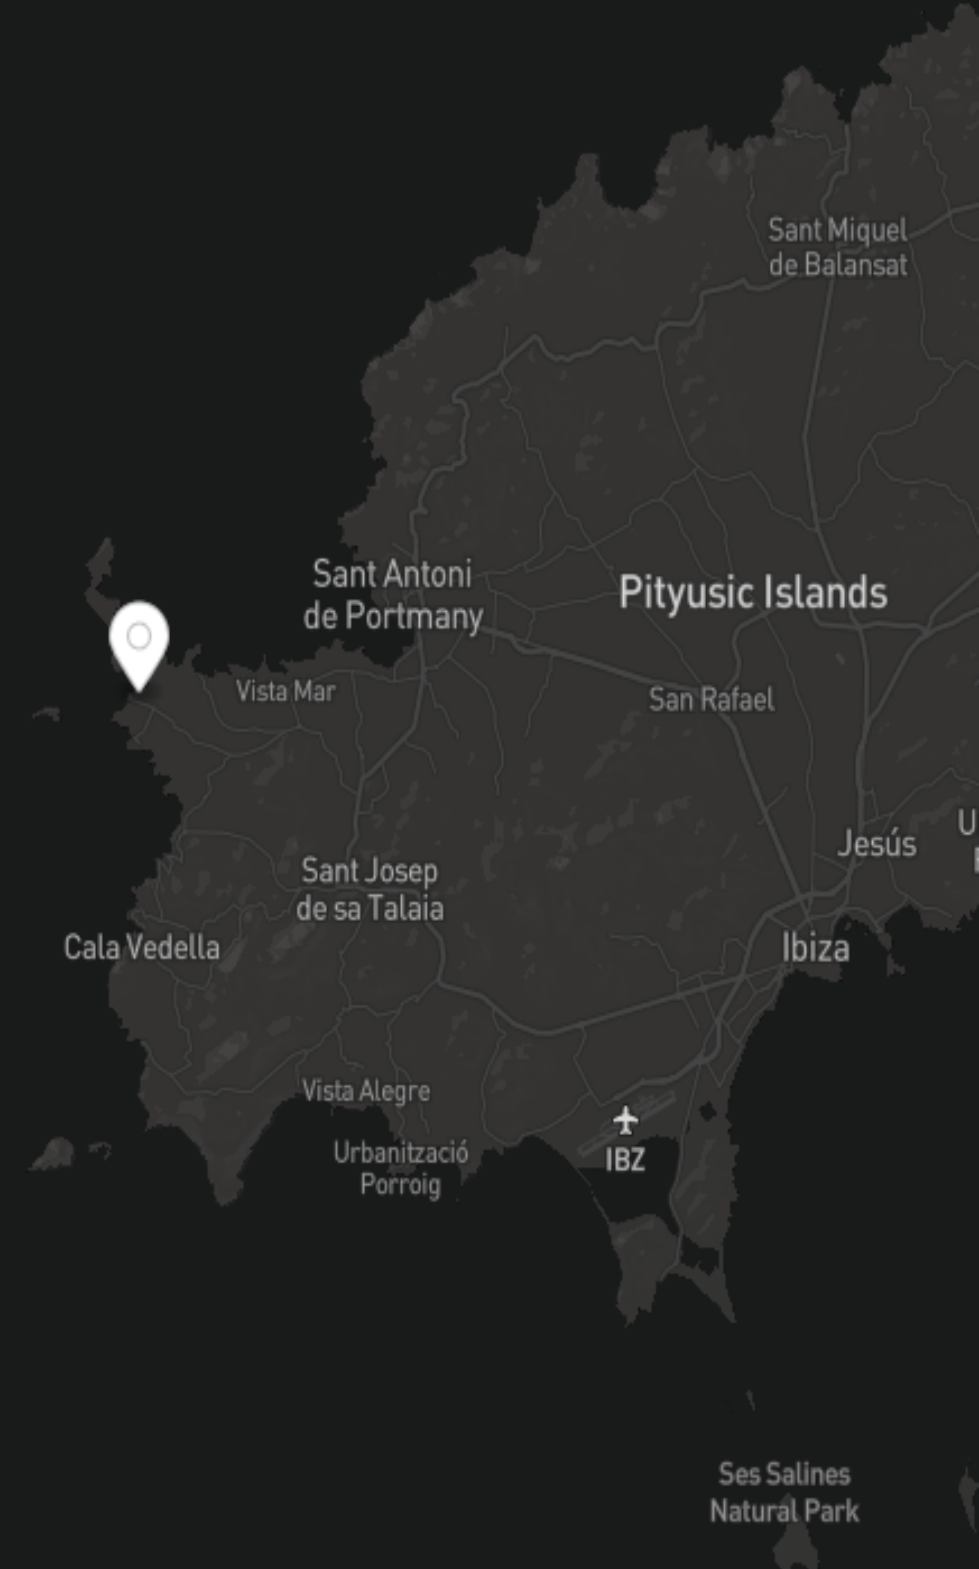 Sant Miquel
de Balansat
Sant Antoni
de Portmany
Pityusic Islands
Vista Mar
San Rafael
Jesús
U
Sant Josep
de sa Talaia
Cala Vedella
Ibiza
Vista Alegre
IBZ
Urbanització
Porroig
Ses Salines
Natural Park